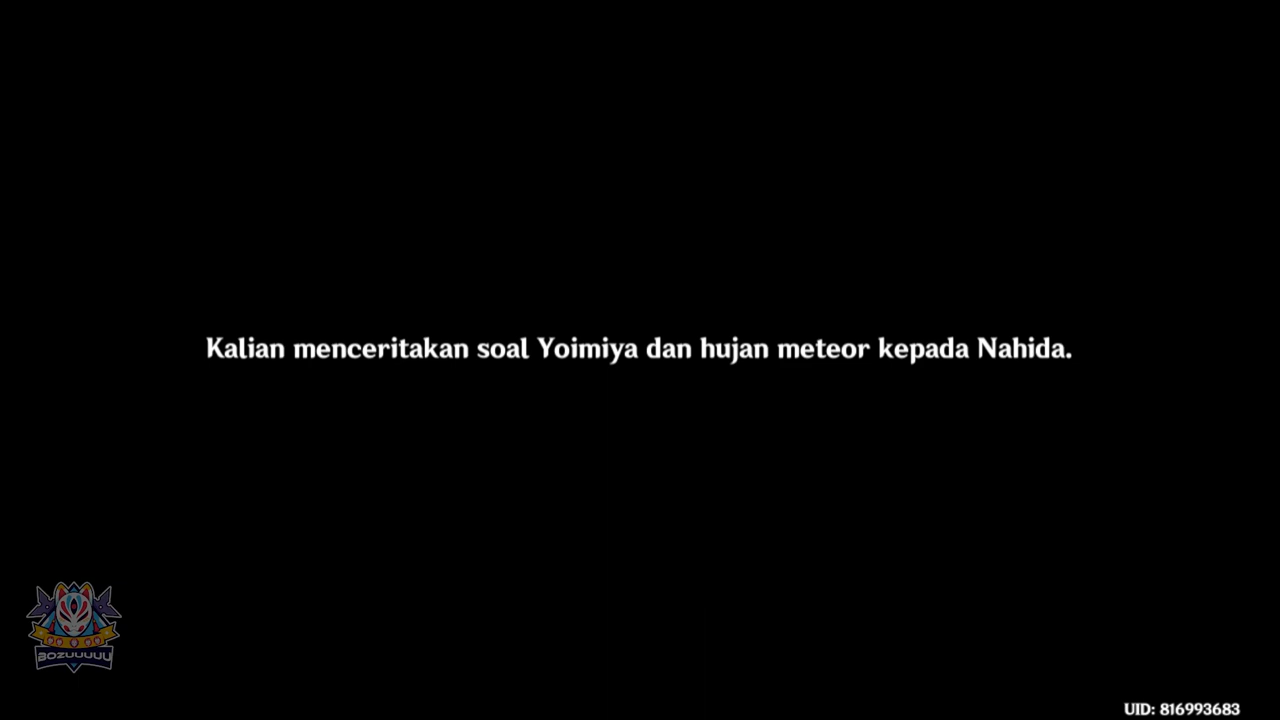 Kalian menceritakan soal Yoimiya dan hujan meteor kepada Nahida.
BOZUUUUU
UID: 816993683